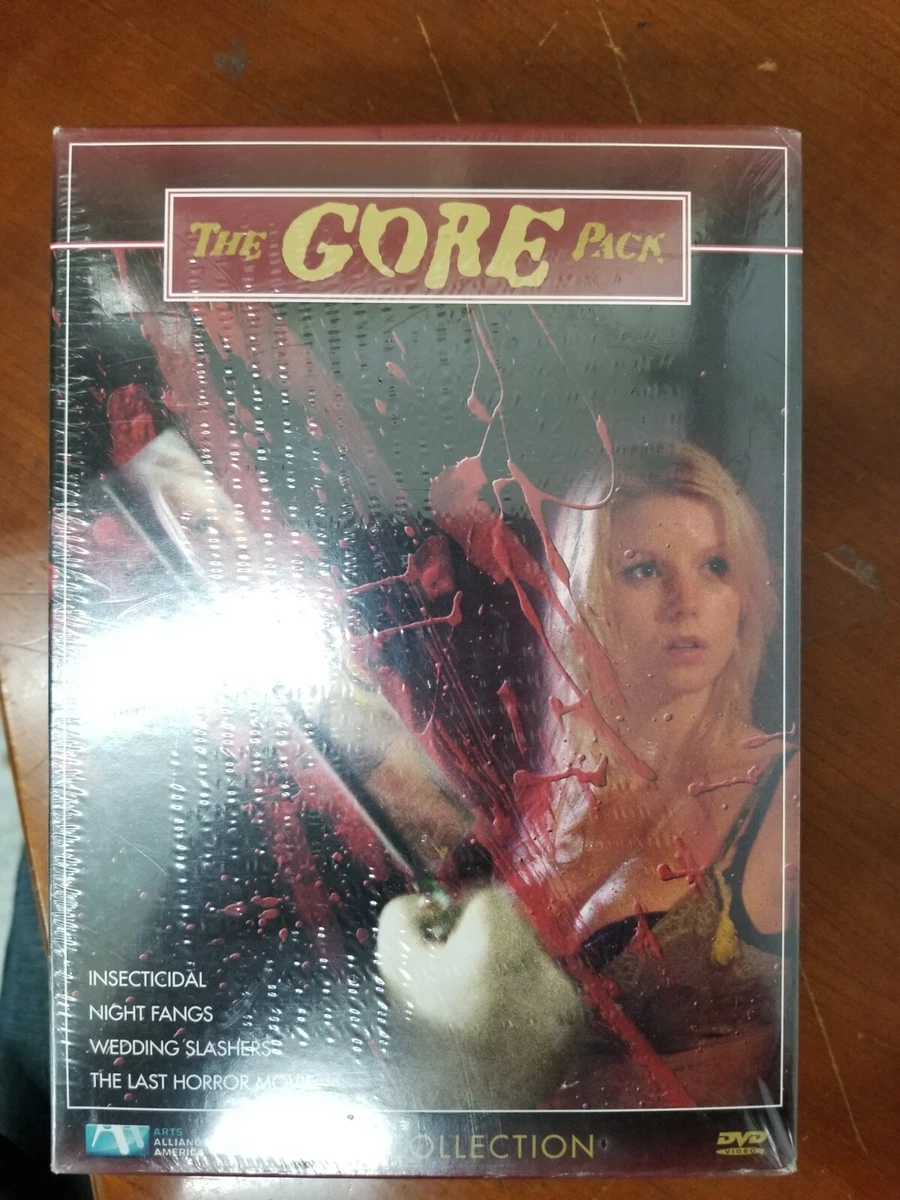 THE GORE PACK
INSECTICIDAL
NIGHT FANGS
WEDDING SLASHERS
THE LAST HORROR MOVIE
ARTS
ALLIANCE
AMERICA
COLLECTION
DVD
VIDEO